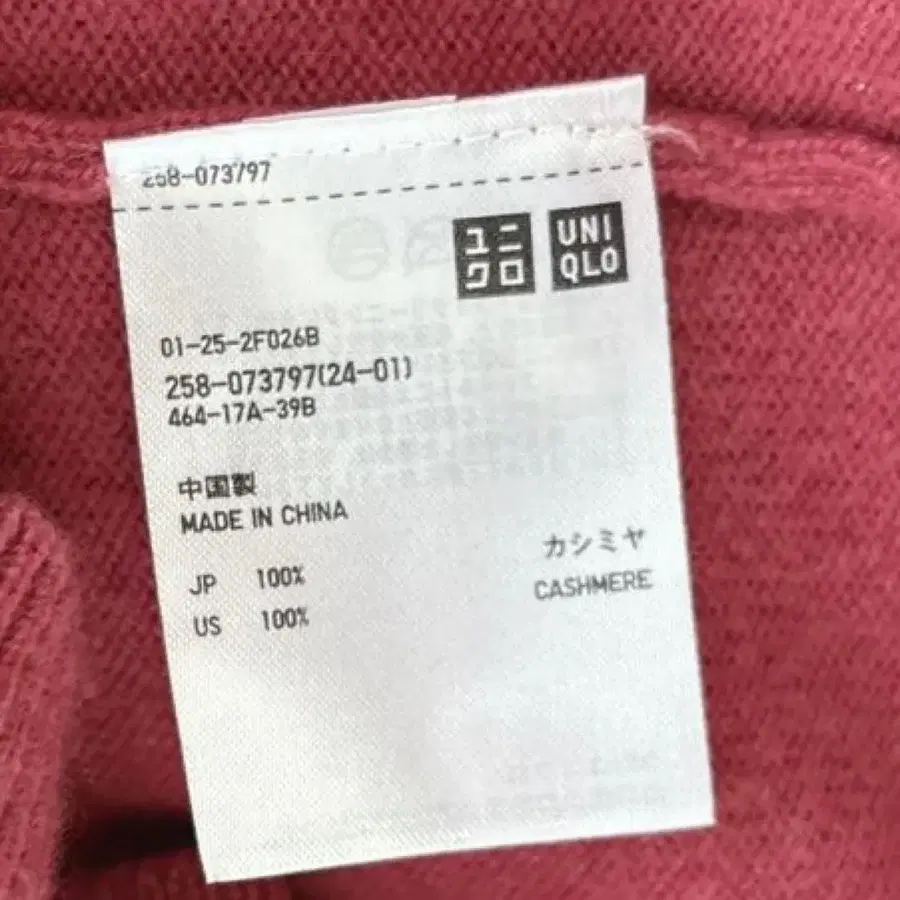 258-073797
ユニ
クロ
UNI
QLO
01-25-2F026B
258-073797(24-01)
464-17A-39B
中国製
MADE IN CHINA
カシミヤ
JP 100% CASHMERE
US 100%